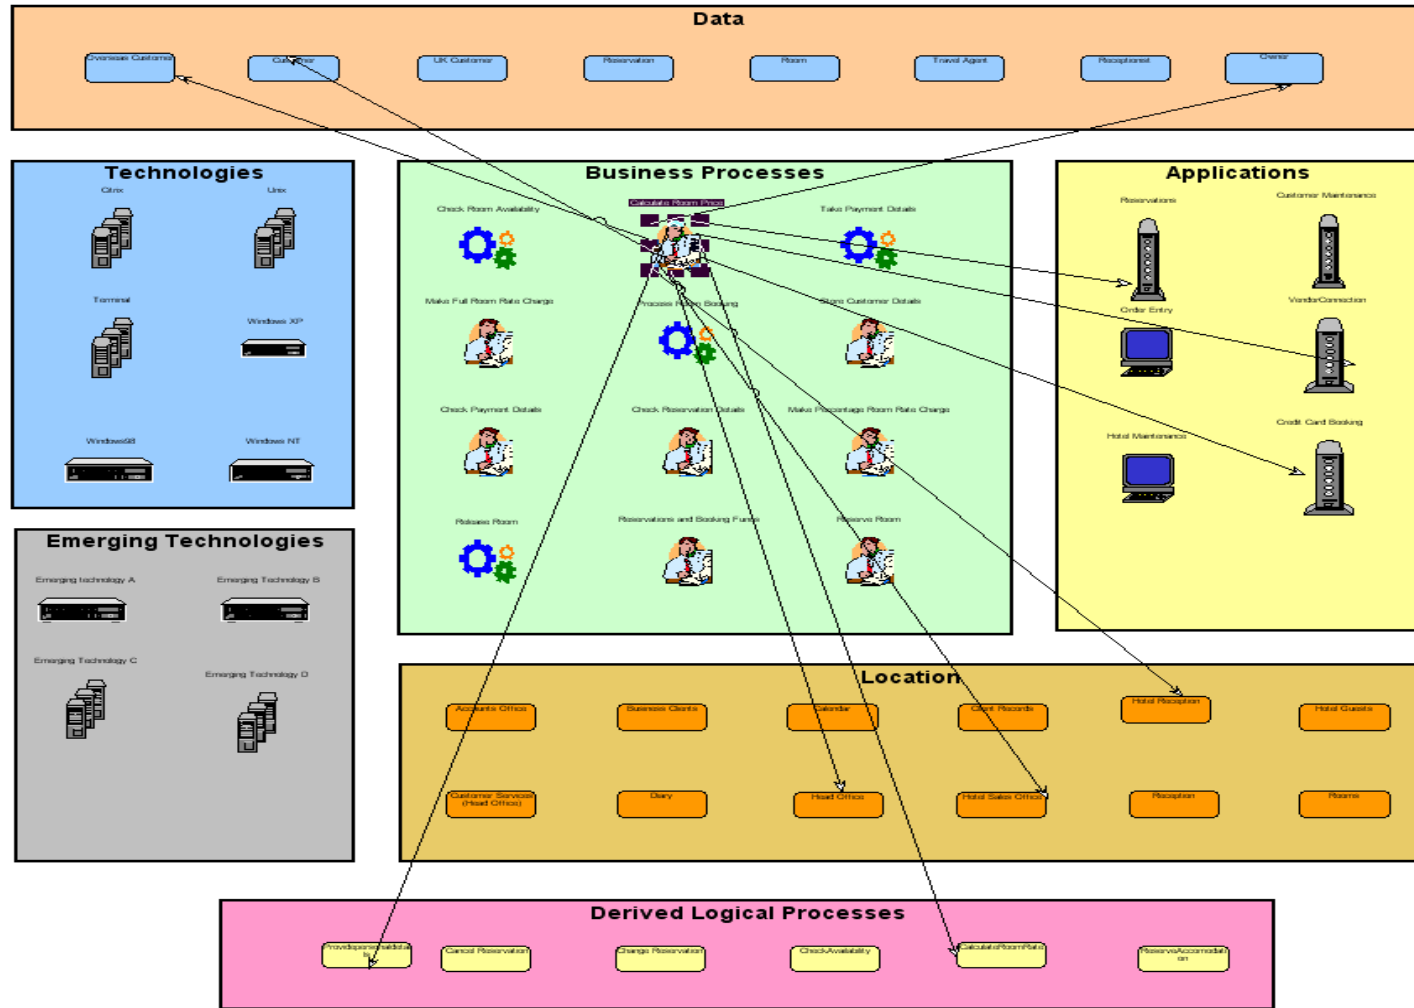 Data
Overseas Customer
Customer
UK Customer
Reservation
Room
Travel Agent
Receptionist
Owner
Technologies
Citrix
Unix
Terminal
Windows XP
Windows98
Windows NT
Business Processes
Check Room Availability
Calculate Room Price
Take Payment Details
Make Full Room Rate Charge
Process Room Booking
Store Customer Details
Check Payment Details
Check Reservation Details
Make Percentage Room Rate Charge
Release Room
Reservations and Booking Funcs
Reserve Room
Applications
Reservations
Customer Maintenance
Order Entry
VendorConnection
Hotel Maintenance
Credit Card Booking
Emerging Technologies
Emerging technology A
Emerging Technology B
Emerging Technology C
Emerging Technology D
Location
Accounts Office
Business Clients
Calendar
Client Records
Hotel Reception
Hotel Guests
Customer Services
(Head Office)
Diary
Head Office
Hotel Sales Office
Reception
Rooms
Derived Logical Processes
Providepersonaldetai
ls
Cancel Reservation
Change Reservation
CheckAvailability
CalculateRoomRate
ReserveAccomodati
on